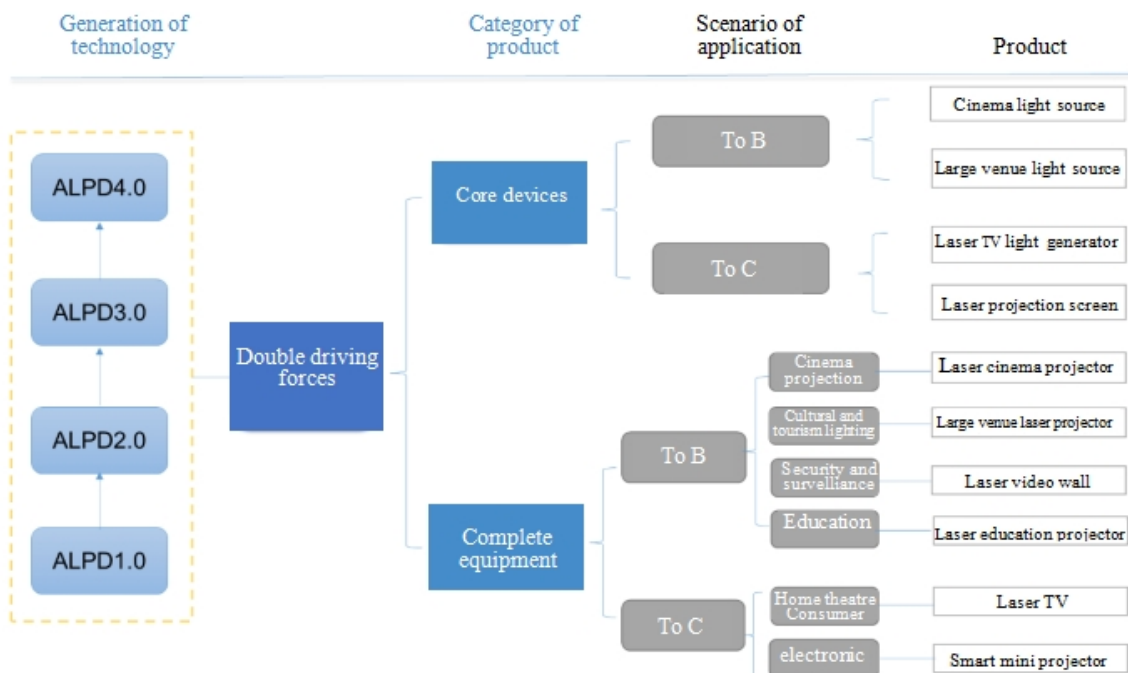 Generation of
technology
Category of
product
Scenario of
application
Product
ALPD4.0
ALPD3.0
ALPD2.0
ALPD1.0
Double driving
forces
Core devices
To B
Cinema light source
Large venue light source
To C
Laser TV light generator
Laser projection screen
Complete
equipment
To B
Cinema
projection
Laser cinema projector
Cultural and
tourism lighting
Large venue laser projector
Security and
survelliance
Laser video wall
Education
Laser education projector
To C
Home theatre
Consumer
Laser TV
electronic
Smart mini projector